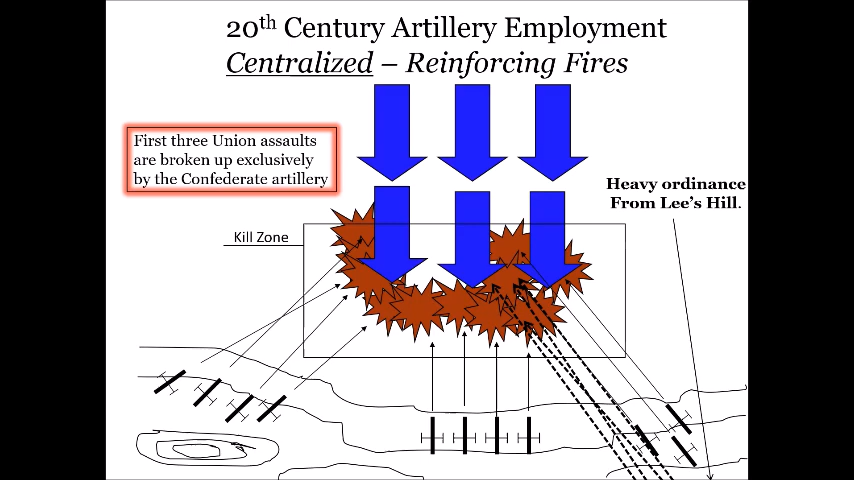 20th Century Artillery Employment
Centralized – Reinforcing Fires
First three Union assaults
are broken up exclusively
by the Confederate artillery
Heavy ordinance
From Lee's Hill.
Kill Zone